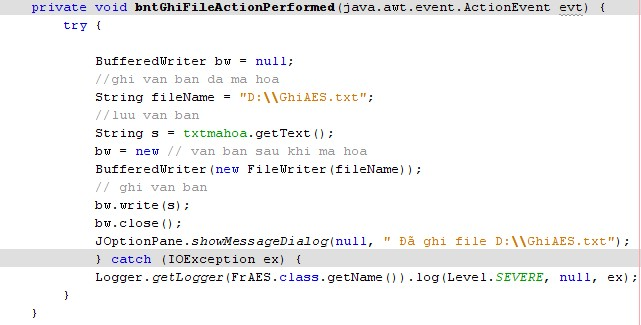 private void bntGhiFileActionPerformed(java.awt.event.ActionEvent evt) {
try {
BufferedWriter bw = null;
//ghi van ban da ma hoa
String fileName = "D:\\GhiAES.txt";
//luu van ban
String s = txtmahoa.getText();
bw = new // van ban sau khi ma hoa
BufferedWriter(new FileWriter(fileName));
// ghi van ban
bw.write(s);
bw.close();
JOptionPane.showMessageDialog(null, " Đã ghi file D:\\GhiAES.txt");
} catch (IOException ex) {
Logger.getLogger(FrAES.class.getName()).log(Level.SEVERE, null, ex);
}
}